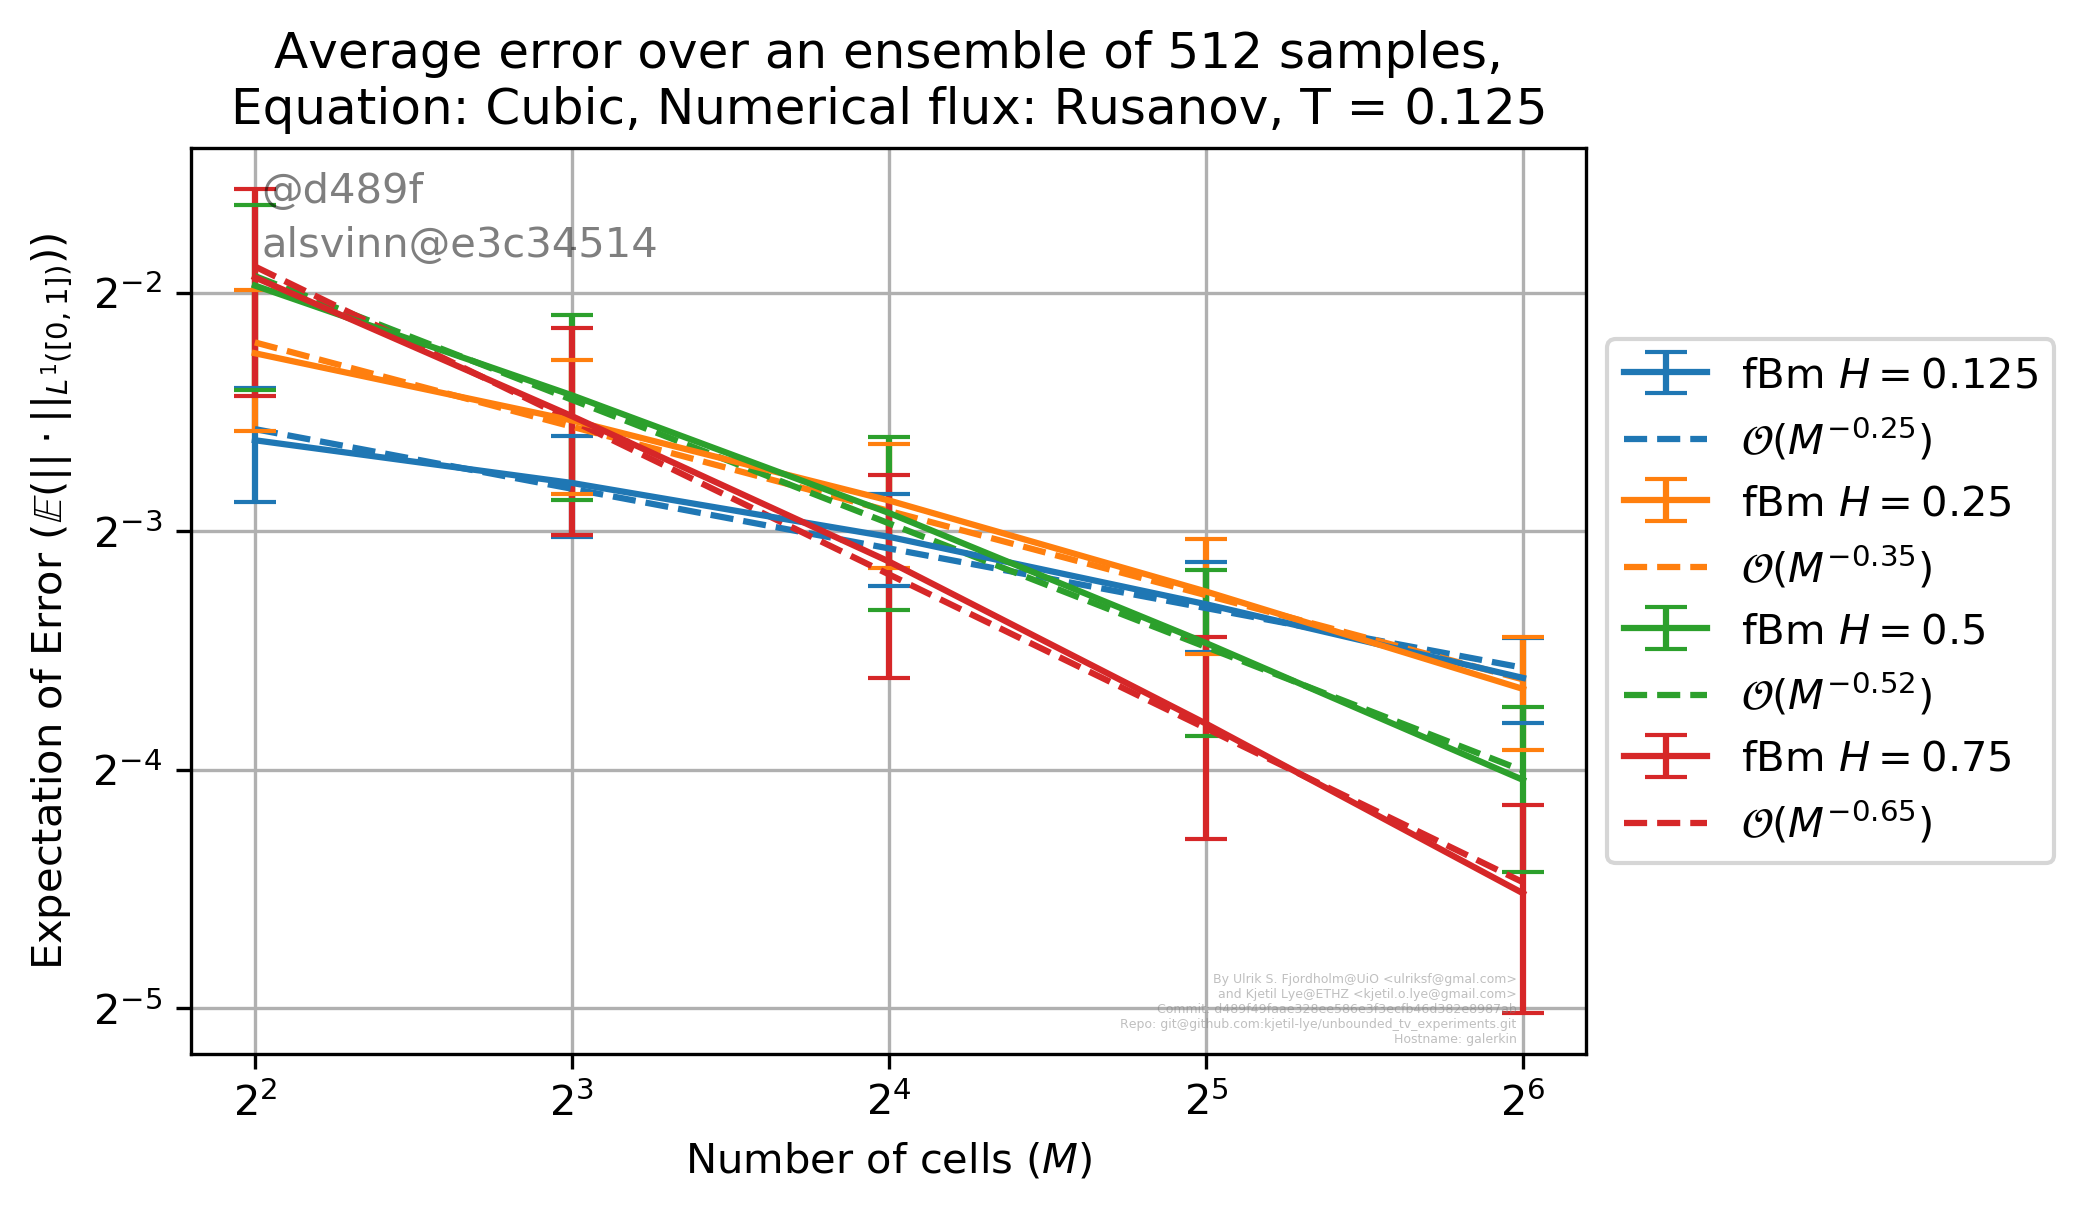 Average error over an ensemble of 512 samples,
Equation: Cubic, Numerical flux: Rusanov, T = 0.125
@d489f
alsvinn@e3c34514
Expectation of Error (𝔼(||·||_{L^1([0,1])}))
2^{-2}
2^{-3}
2^{-4}
2^{-5}
fBm H = 0.125
𝒪(M^{-0.25})
fBm H = 0.25
𝒪(M^{-0.35})
fBm H = 0.5
𝒪(M^{-0.52})
fBm H = 0.75
𝒪(M^{-0.65})
By Ulrik S. Fjordholm@UiO <ulriksf@gmal.com>
and Kjetil Lye@ETHZ <kjetil.o.lye@gmail.com>
Commit:
Repo: git@github.com:kjetil-lye/unbounded_tv_experiments.git
Hostname: galerkin
2^2
2^3
2^4
2^5
2^6
Number of cells (M)